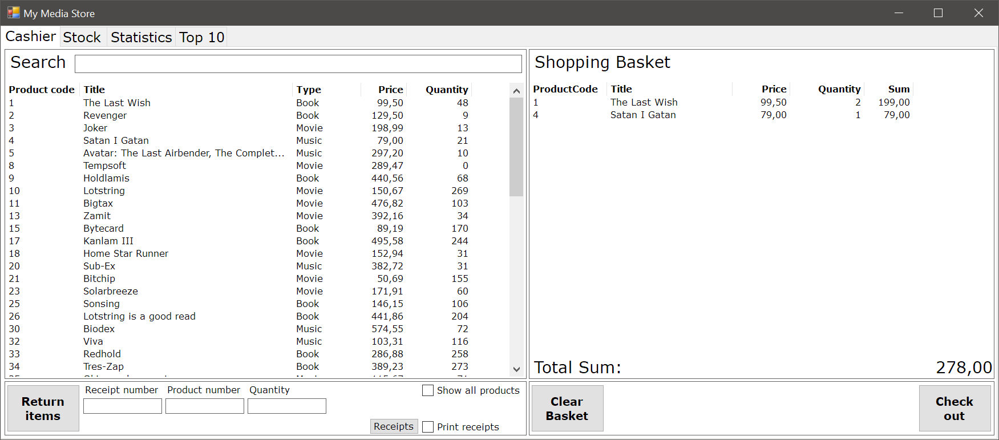 My Media Store
Cashier Stock Statistics Top 10
Search
Product code Title Type Price Quantity
1 The Last Wish Book 99,50 48
2 Revenger Book 129,50 9
3 Joker Movie 198,99 13
4 Satan I Gatan Music 79,00 21
5 Avatar: The Last Airbender, The Complet... Music 297,20 10
8 Tempsoft Movie 289,47 0
9 Holdlamis Book 440,56 68
10 Lotstring Movie 150,67 269
11 Bigtax Movie 476,82 103
13 Zamit Movie 392,16 34
15 Bytecard Book 89,19 170
17 Kanlam III Book 495,58 244
18 Home Star Runner Movie 152,94 31
20 Sub-Ex Music 382,72 31
21 Bitchip Movie 50,69 155
23 Solarbreeze Movie 171,91 60
25 Sonsing Book 146,15 106
26 Lotstring is a good read Book 441,86 204
30 Biodex Music 574,55 72
32 Viva Music 103,31 116
33 Redhold Book 286,88 258
34 Tres-Zap Book 389,23 273
Shopping Basket
ProductCode Title Price Quantity Sum
1 The Last Wish 99,50 2 199,00
4 Satan I Gatan 79,00 1 79,00
Total Sum: 278,00
Return items
Receipt number Product number Quantity
Show all products
Receipts
Print receipts
Clear Basket
Check out